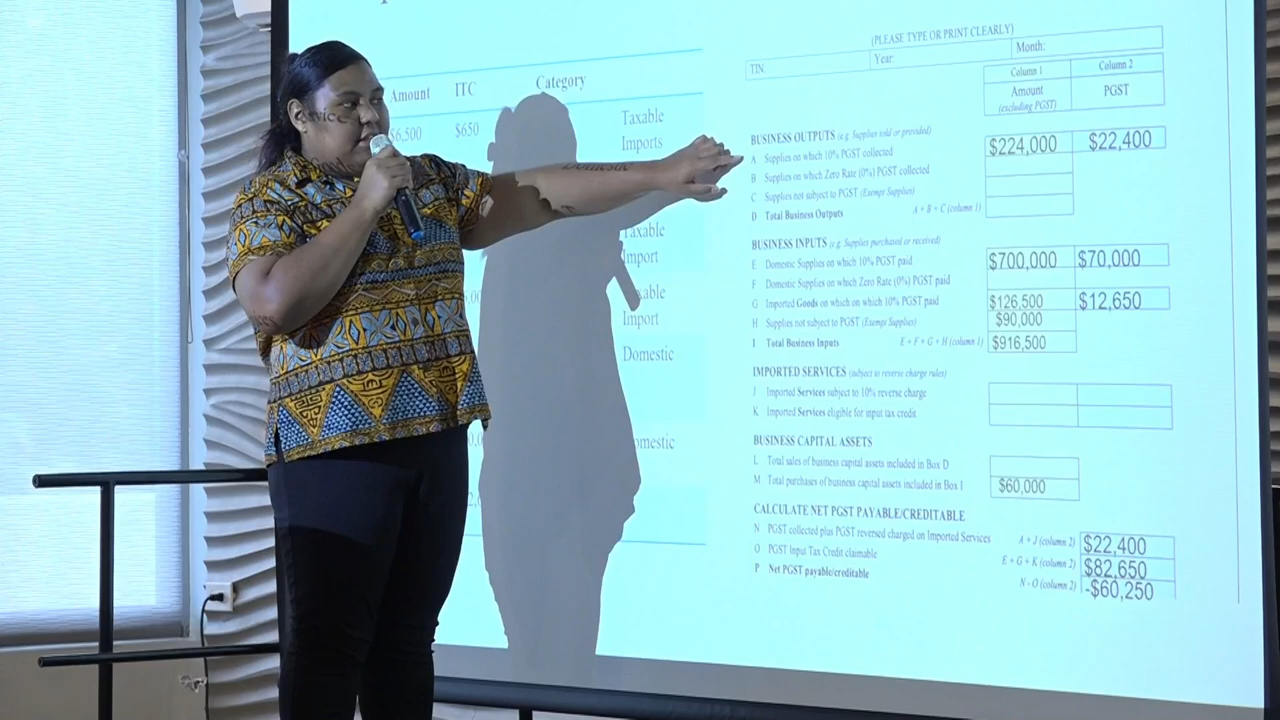 Amount ITC Category
$6,500 $650 Taxable
Imports
Domestic
Taxable
Import
Import
Domestic
(PLEASE TYPE OR PRINT CLEARLY)
TIN: Year: Month:
Column 1 Column 2
Amount PGST
(excluding PGST)
BUSINESS OUTPUTS (e.g. Supplies sold or provided)
A Supplies on which 10% PGST collected $224,000 $22,400
B Supplies on which Zero Rate (0%) PGST collected
C Supplies not subject to PGST (Exempt Supplies)
D Total Business Outputs A + B + C (column 1)
BUSINESS INPUTS (e.g. Supplies purchased or received)
E Domestic Supplies on which 10% PGST paid $700,000 $70,000
F Domestic Supplies on which Zero Rate (0%) PGST paid
G Imported Goods on which on which 10% PGST paid $126,500 $12,650
H Supplies not subject to PGST (Exempt Supplies) $90,000
I Total Business Inputs E + F + G + H (column 1) $916,500
IMPORTED SERVICES (subject to reverse charge rules)
J Imported Services subject to 10% reverse charge
K Imported Services eligible for input tax credit
BUSINESS CAPITAL ASSETS
L Total sales of business capital assets included in Box D
M Total purchases of business capital assets included in Box I $60,000
CALCULATE NET PGST PAYABLE/CREDITABLE
N PGST collected plus PGST reversed charged on Imported Services A + J (column 2) $22,400
O PGST Input Tax Credit claimable E + G + K (column 2) $82,650
P Net PGST payable/creditable N - O (column 2) -$60,250